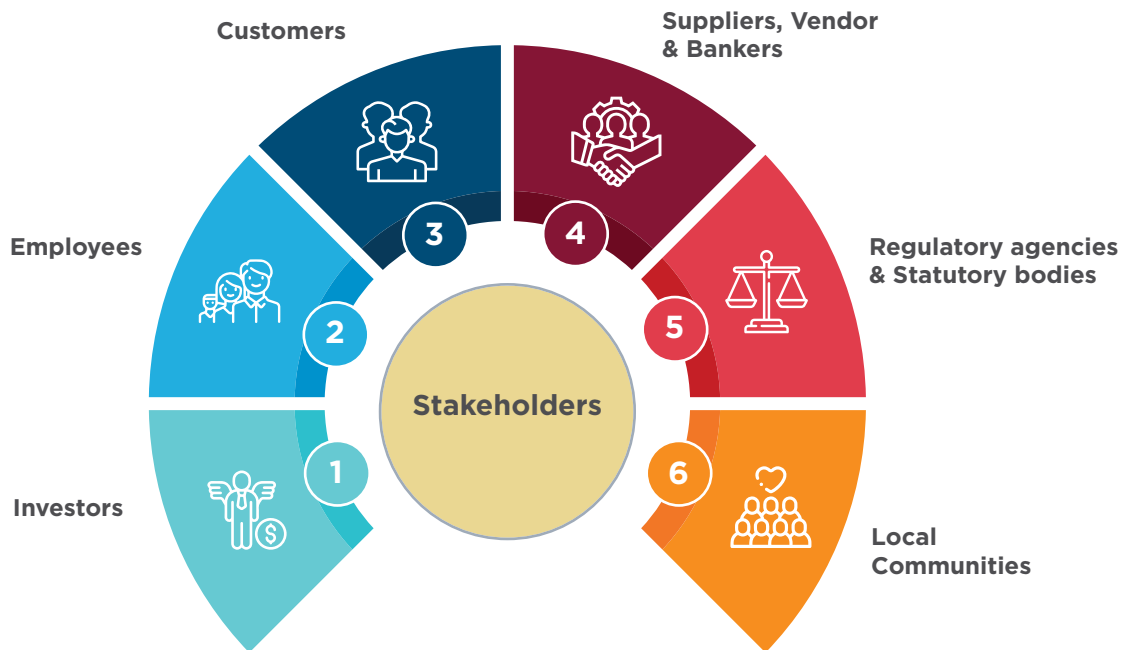 Customers
Suppliers, Vendor
& Bankers
3
4
Employees
Regulatory agencies
& Statutory bodies
2
5
Stakeholders
1
6
Investors
$
Local
Communities